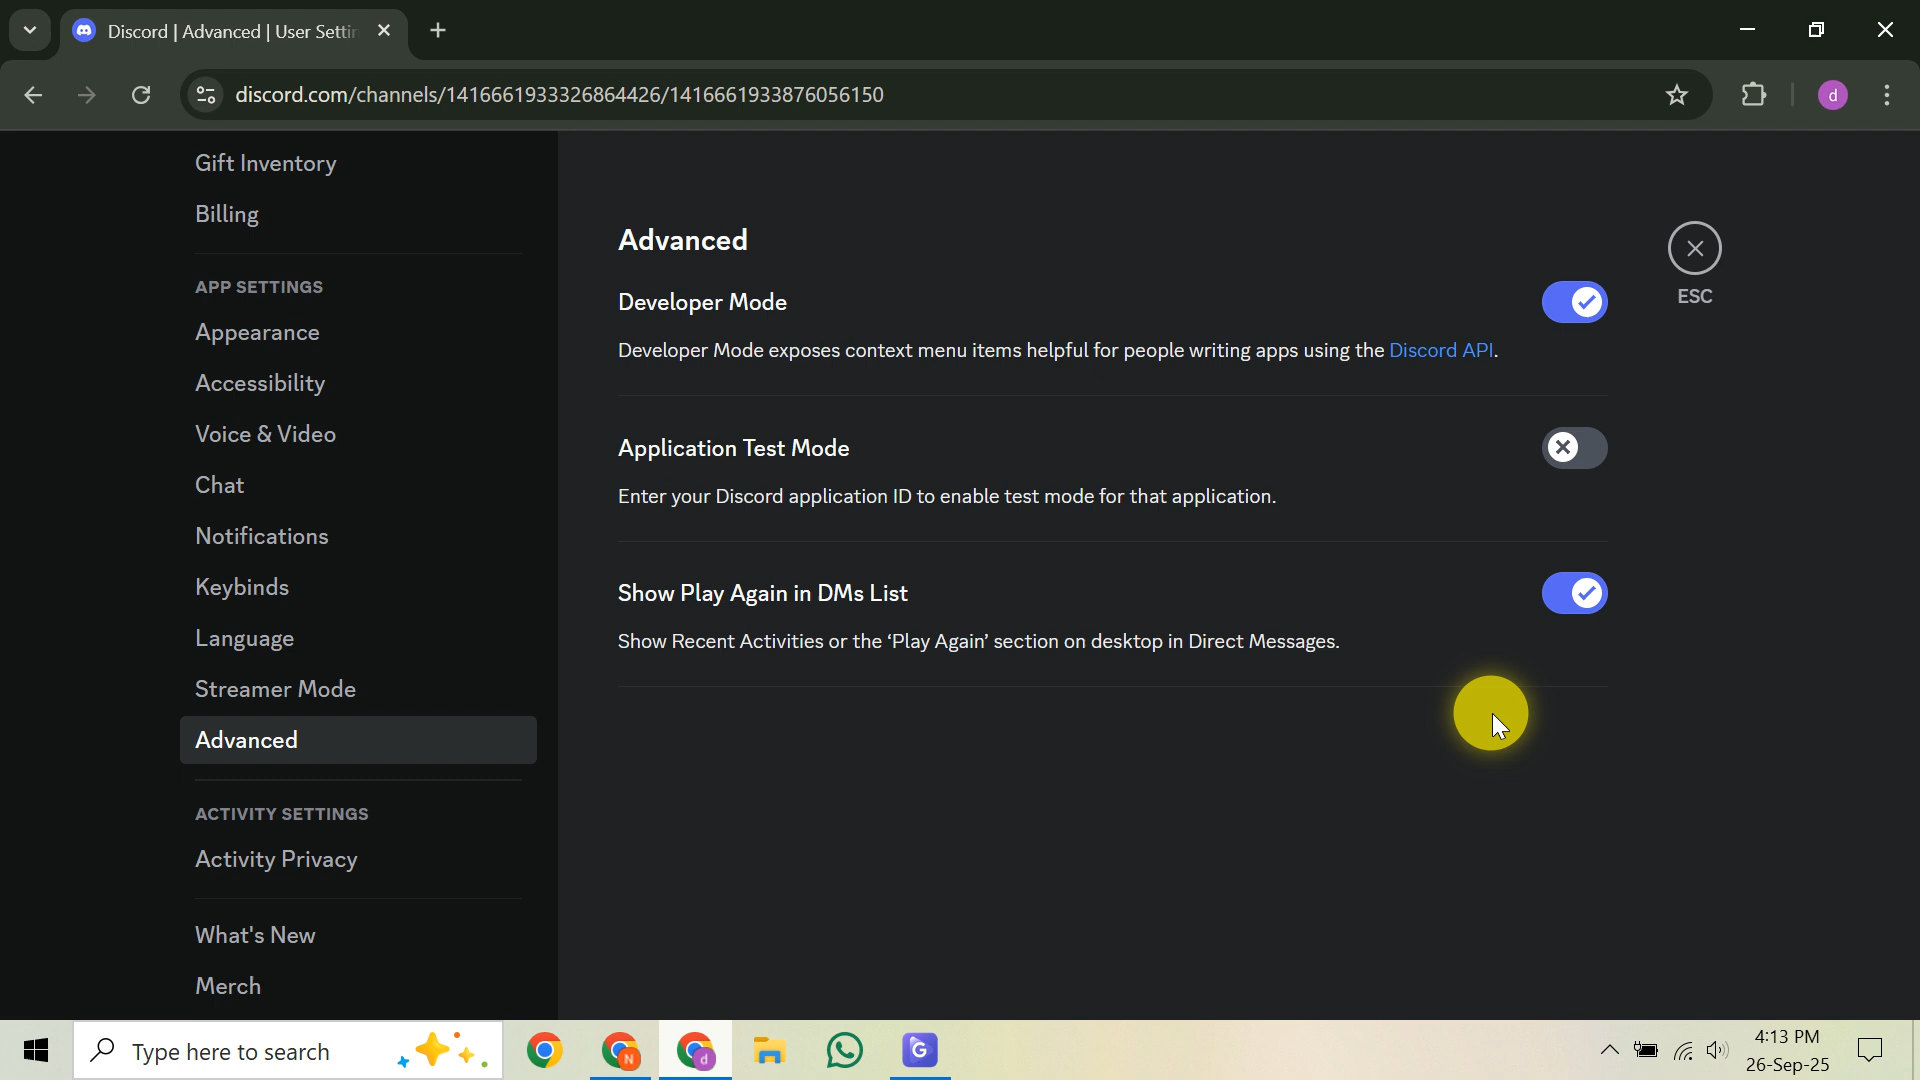 Discord | Advanced | User Settin
discord.com/channels/1416661933326864426/1416661933876056150
d
Gift Inventory
Billing
APP SETTINGS
Appearance
Accessibility
Voice & Video
Chat
Notifications
Keybinds
Language
Streamer Mode
Advanced
ACTIVITY SETTINGS
Activity Privacy
What's New
Merch
Advanced
ESC
Developer Mode
Developer Mode exposes context menu items helpful for people writing apps using the Discord API.
Application Test Mode
Enter your Discord application ID to enable test mode for that application.
Show Play Again in DMs List
Show Recent Activities or the ‘Play Again’ section on desktop in Direct Messages.
Type here to search
N
d
G
4:13 PM
26-Sep-25